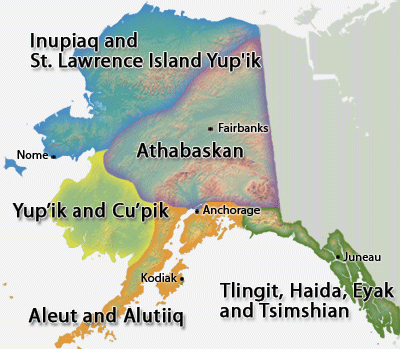 Inupiaq and
St. Lawrence Island Yup'ik
Fairbanks
Athabaskan
Nome
Yup'ik and Cu'pik
Anchorage
Juneau
Kodiak
Tlingit, Haida, Eyak
and Tsimshian
Aleut and Alutiiq